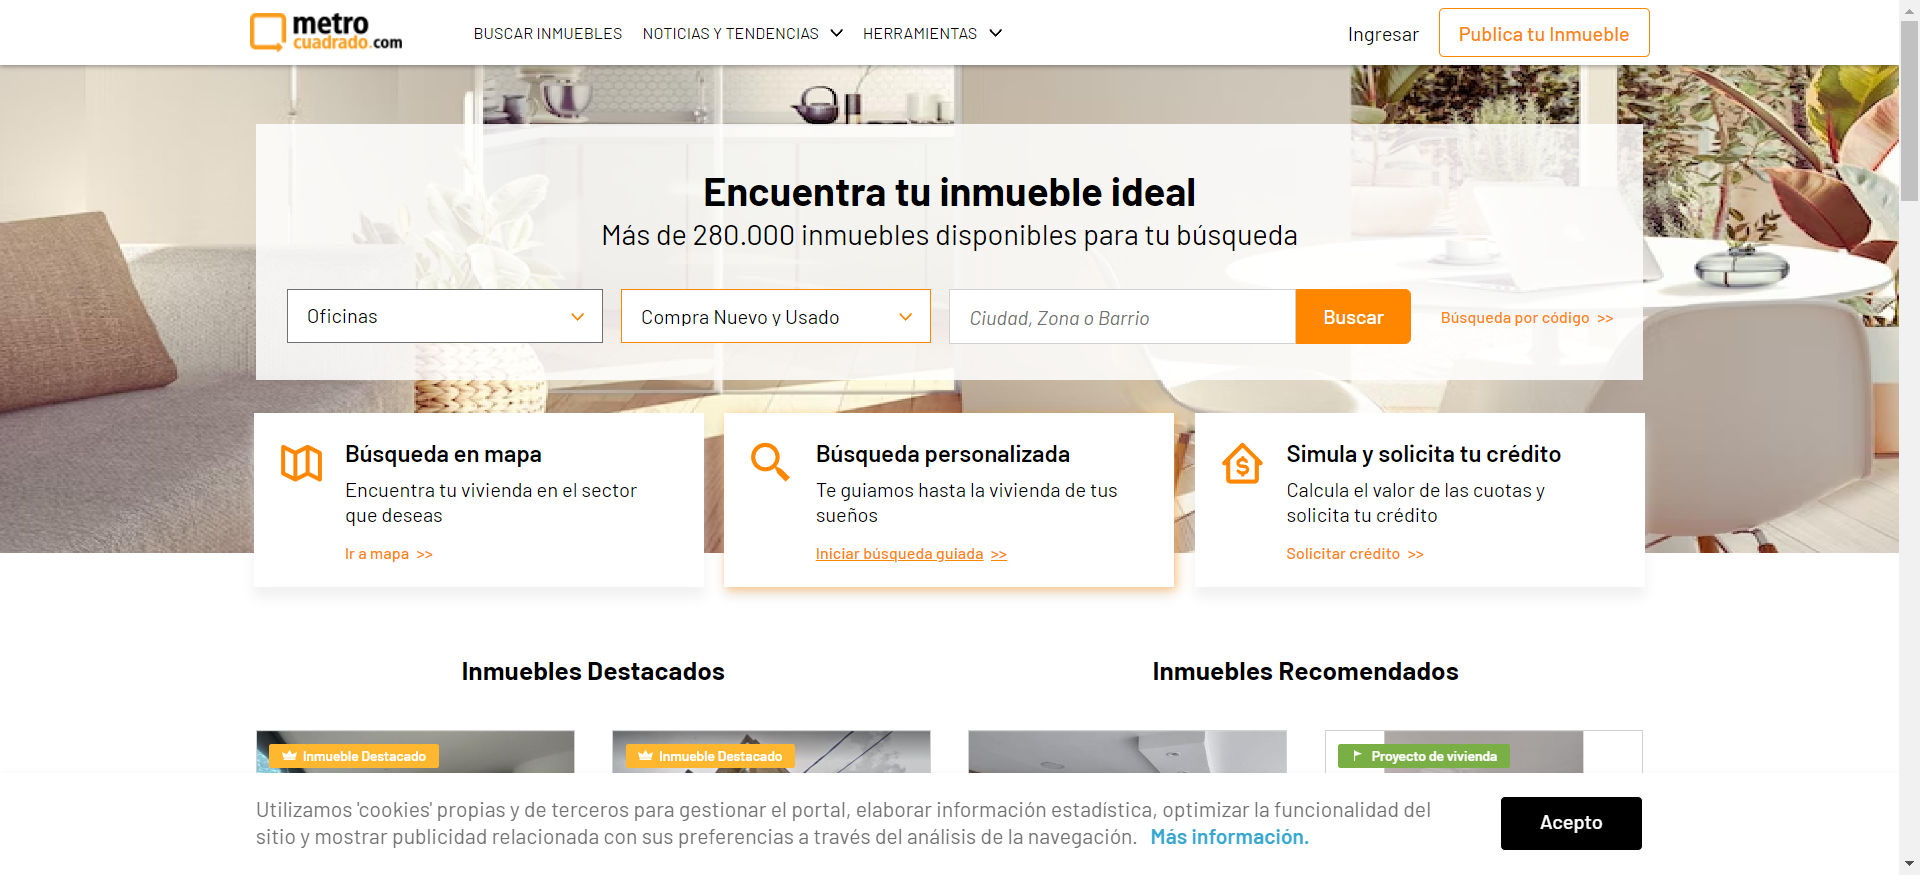 metro
cuadrado.com
BUSCAR INMUEBLES
NOTICIAS Y TENDENCIAS
HERRAMIENTAS
Ingresar
Publica tu Inmueble
Encuentra tu inmueble ideal
Más de 280.000 inmuebles disponibles para tu búsqueda
Oficinas
Compra Nuevo y Usado
Ciudad, Zona o Barrio
Buscar
Búsqueda por código >>
Búsqueda en mapa
Encuentra tu vivienda en el sector
que deseas
Ir a mapa >>
Búsqueda personalizada
Te guiamos hasta la vivienda de tus
sueños
Iniciar búsqueda guiada >>
Simula y solicita tu crédito
Calcula el valor de las cuotas y
solicita tu crédito
Solicitar crédito >>
Inmuebles Destacados
Inmuebles Recomendados
Inmueble Destacado
Inmueble Destacado
Proyecto de vivienda
Utilizamos 'cookies' propias y de terceros para gestionar el portal, elaborar información estadística, optimizar la funcionalidad del
sitio y mostrar publicidad relacionada con sus preferencias a través del análisis de la navegación. Más información.
Acepto